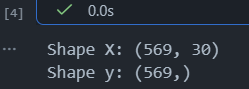 [4]
✓ 0.0s
... Shape X: (569, 30)
Shape y: (569,)